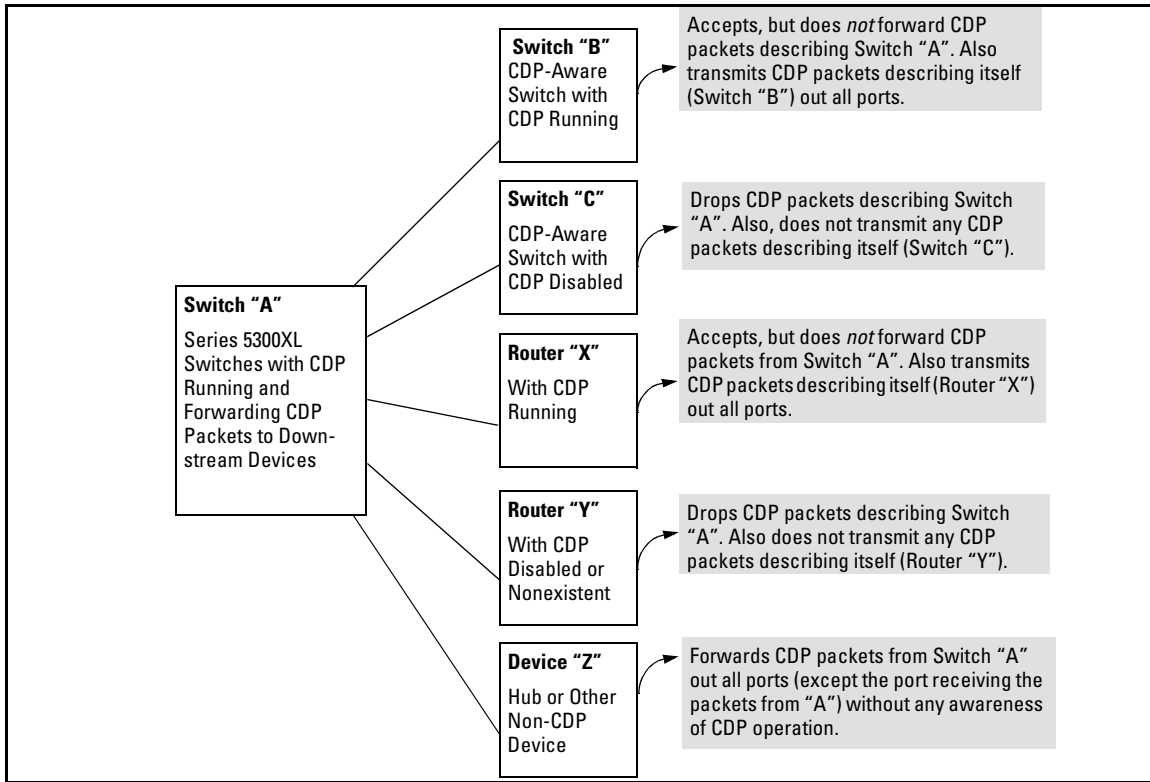 Switch “B”
CDP-Aware
Switch with
CDP Running
Accepts, but does not forward CDP
packets describing Switch “A”. Also
transmits CDP packets describing itself
(Switch “B”) out all ports.
Switch “C”
CDP-Aware
Switch with
CDP Disabled
Drops CDP packets describing Switch
“A”. Also, does not transmit any CDP
packets describing itself (Switch “C”).
Switch “A”
Series 5300XL
Switches with CDP
Running and
Forwarding CDP
Packets to Down-
stream Devices
Router “X”
With CDP
Running
Accepts, but does not forward CDP
packets from Switch “A”. Also transmits
CDP packets describing itself (Router “X”)
out all ports.
Router “Y”
With CDP
Disabled or
Nonexistent
Drops CDP packets describing Switch
“A”. Also does not transmit any CDP
packets describing itself (Router “Y”).
Device “Z”
Hub or Other
Non-CDP
Device
Forwards CDP packets from Switch “A”
out all ports (except the port receiving the
packets from “A”) without any awareness
of CDP operation.